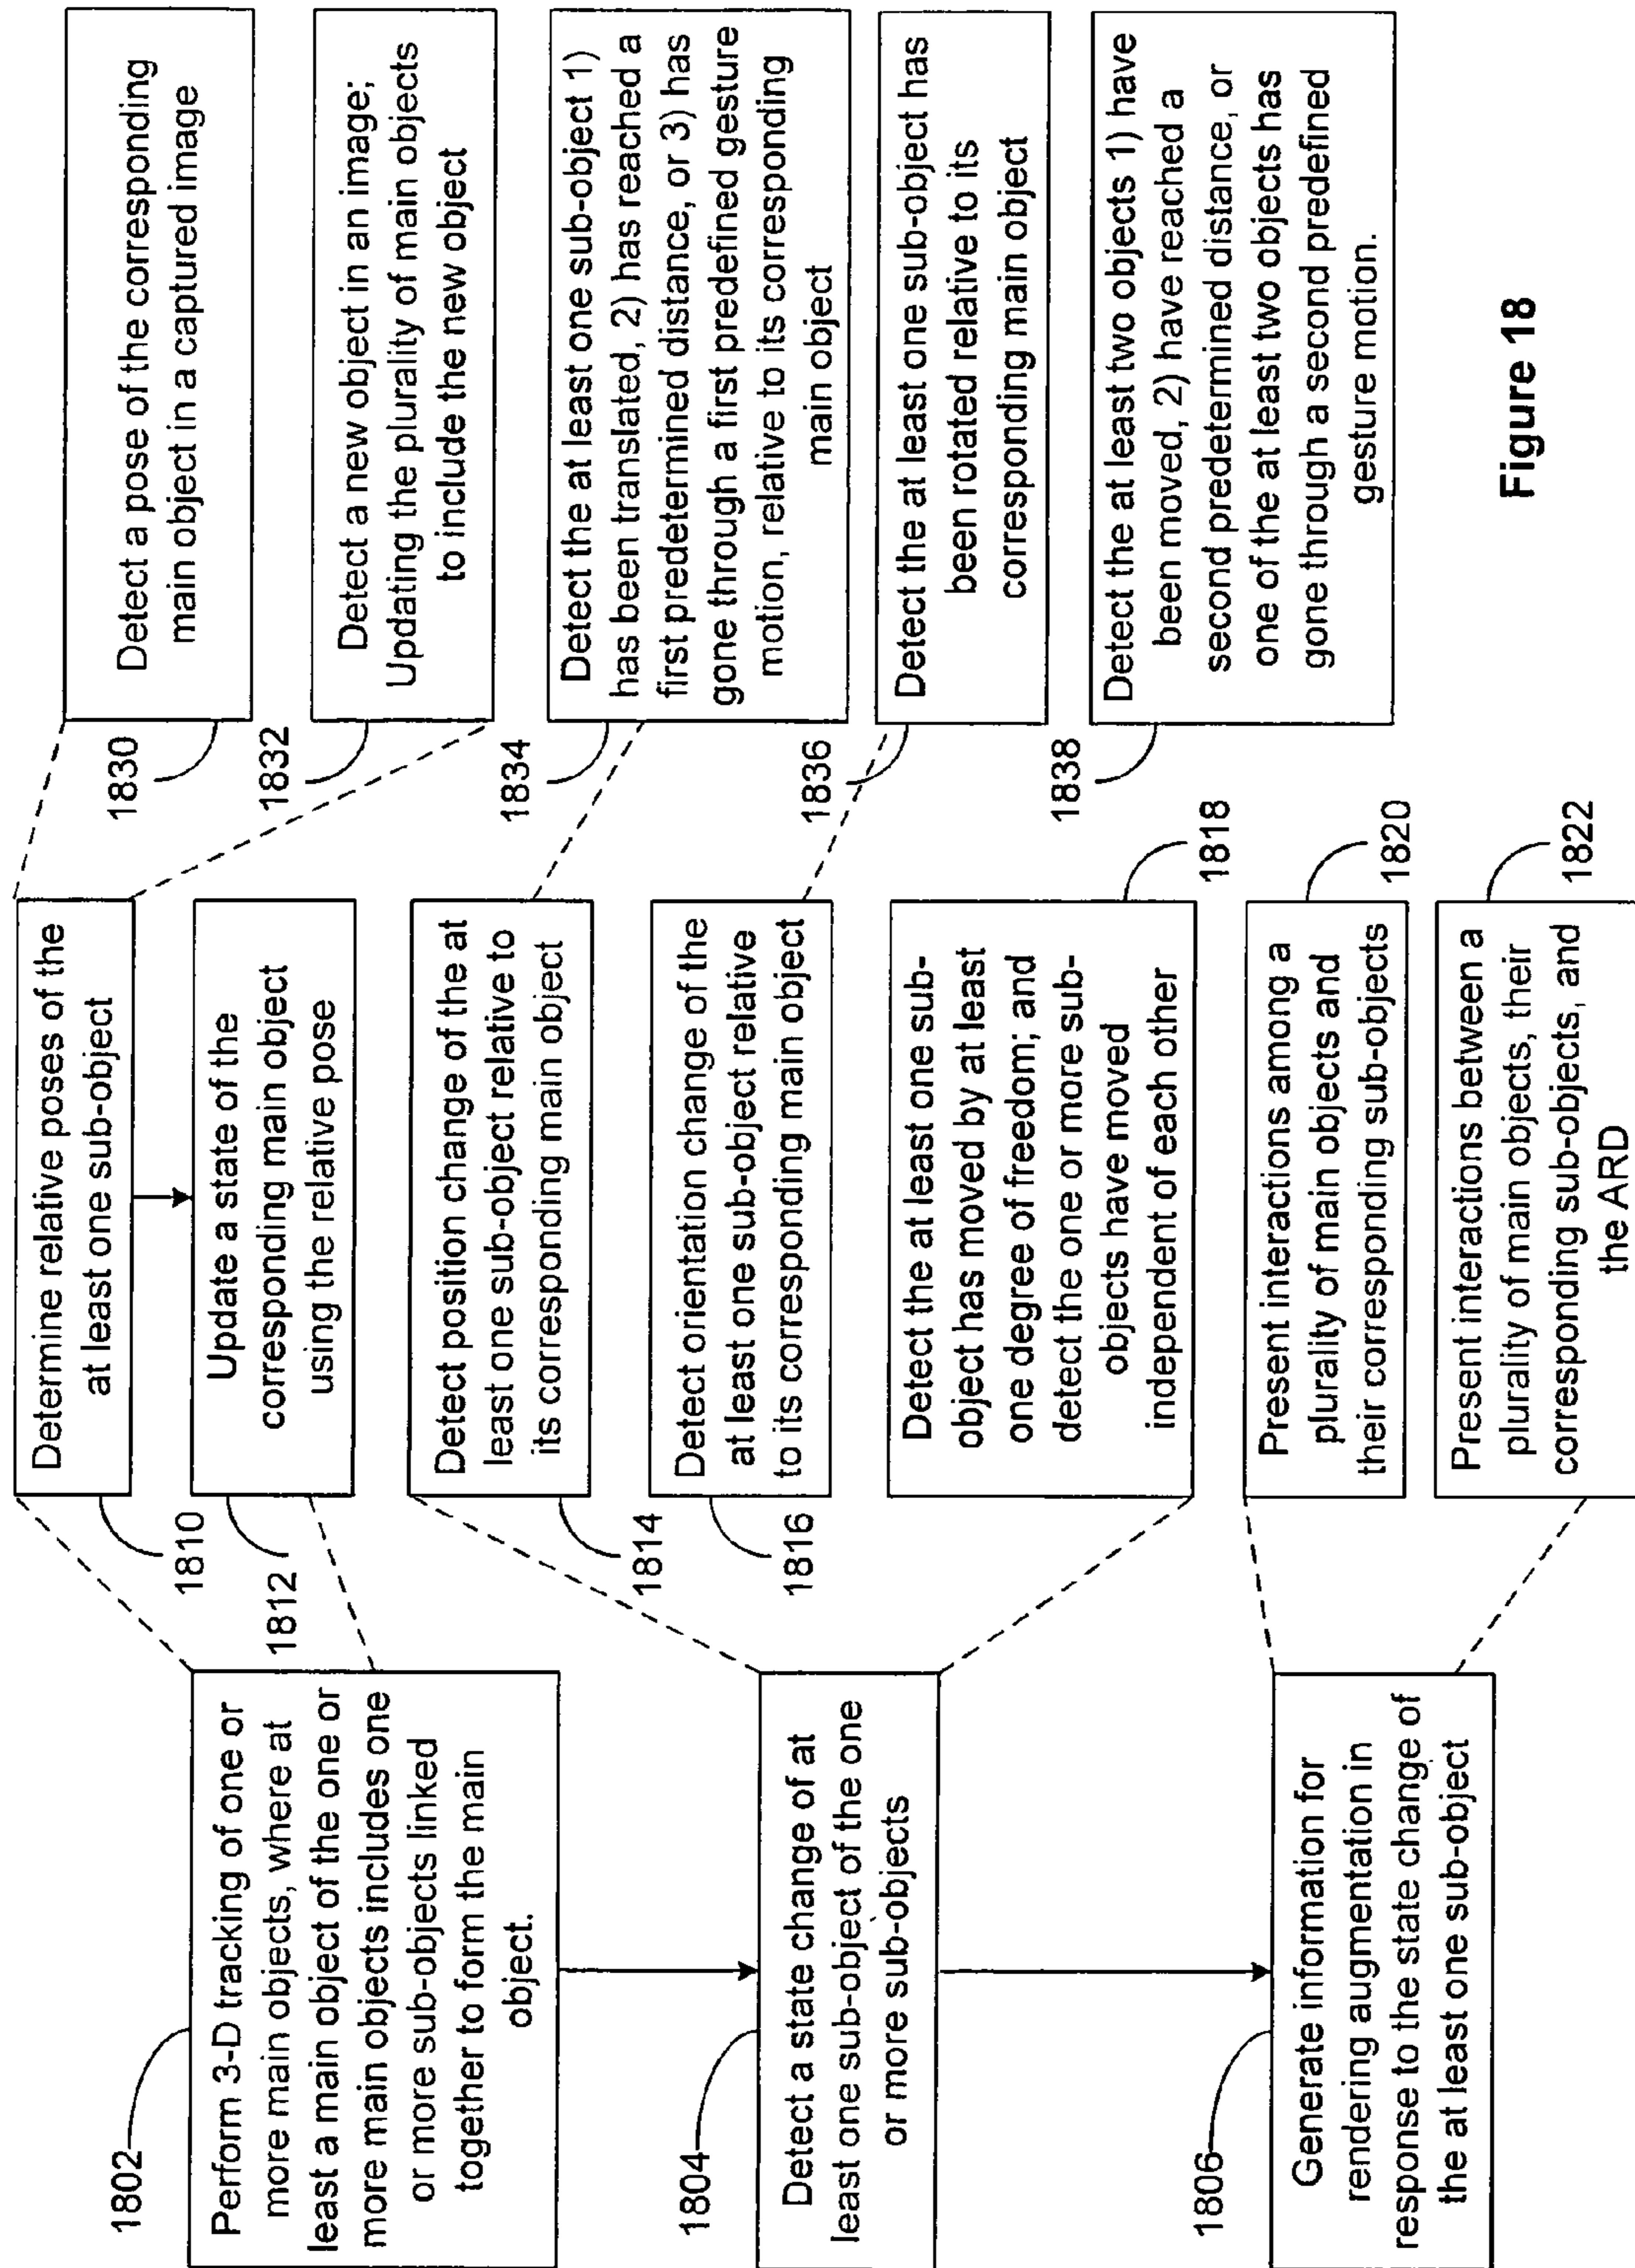 1802
Perform 3-D tracking of one or
more main objects, where at
least a main object of the one or
more main objects includes one
or more sub-objects linked
together to form the main
object.
1804
Detect a state change of at
least one sub-object of the one
or more sub-objects
1806
Generate information for
rendering augmentation in
response to the state change of
the at least one sub-object
Determine relative poses of the
at least one sub-object
1810
Update a state of the
corresponding main object
using the relative pose
1812
Detect position change of the at
least one sub-object relative to
its corresponding main object
1814
Detect orientation change of the
at least one sub-object relative
to its corresponding main object
1816
Detect the at least one sub-
object has moved by at least
one degree of freedom; and
detect the one or more sub-
objects have moved
independent of each other
1818
Present interactions among a
plurality of main objects and
their corresponding sub-objects
1820
Present interactions between a
plurality of main objects, their
corresponding sub-objects, and
the ARD
1822
Detect a pose of the corresponding
main object in a captured image
1830
Detect a new object in an image;
Updating the plurality of main objects
to include the new object
1832
Detect the at least one sub-object 1)
has been translated, 2) has reached a
first predetermined distance, or 3) has
gone through a first predefined gesture
motion, relative to its corresponding
main object
1834
Detect the at least one sub-object has
been rotated relative to its
corresponding main object
1836
Detect the at least two objects 1) have
been moved, 2) have reached a
second predetermined distance, or
one of the at least two objects has
gone through a second predefined
gesture motion.
1838
Figure 18